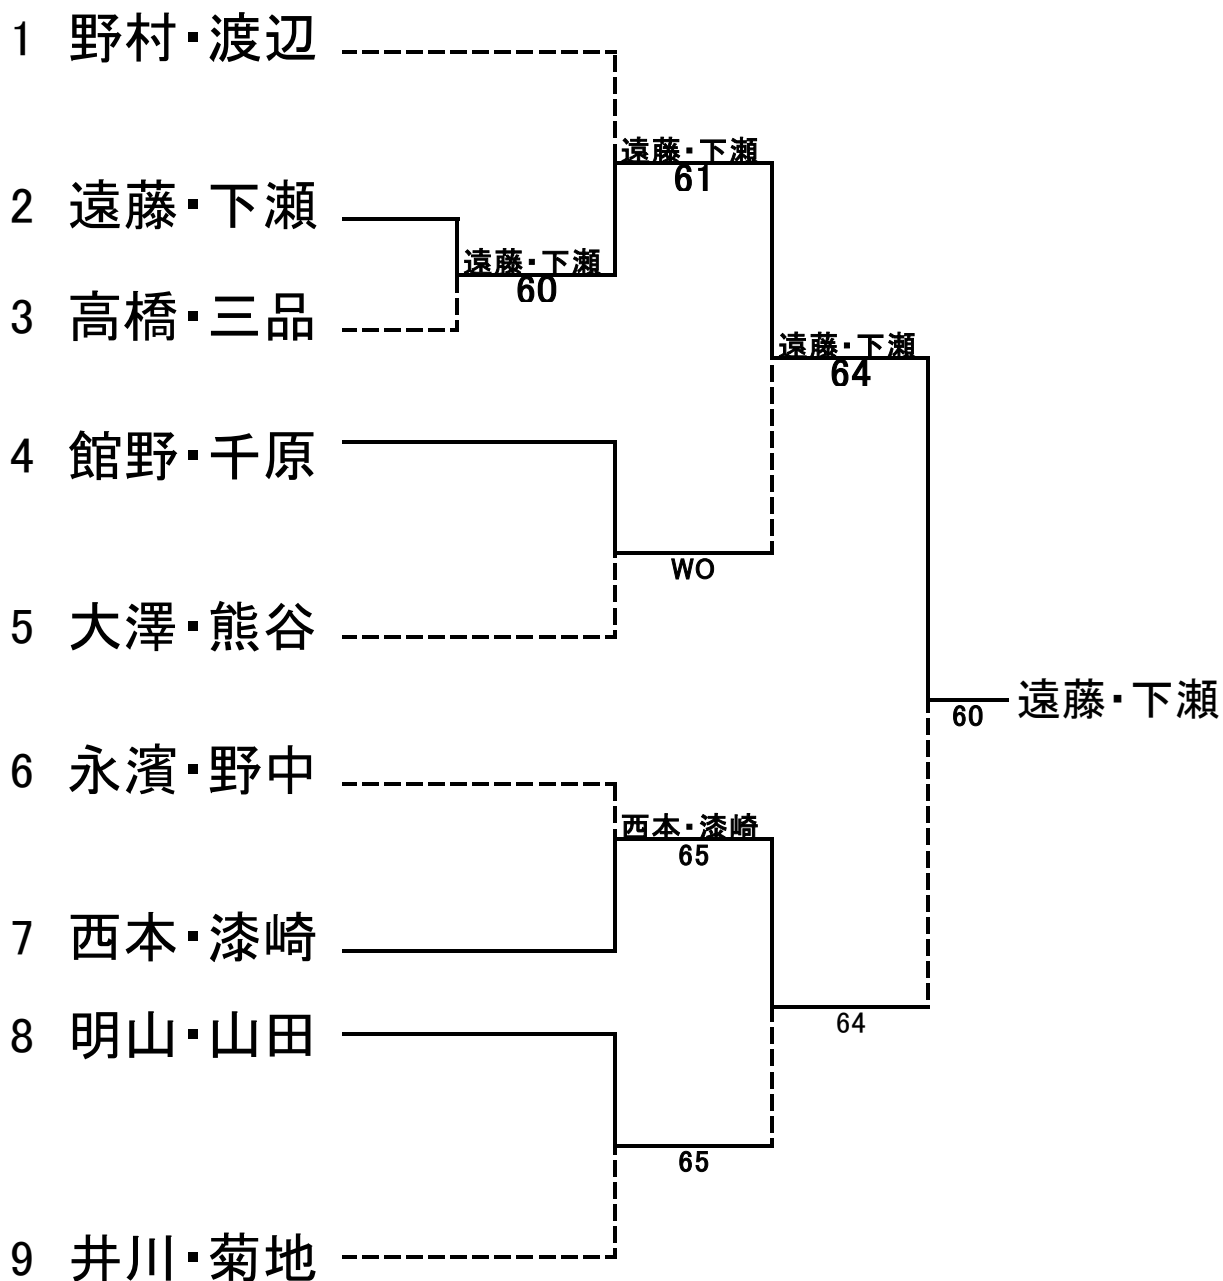 1 野村・渡辺
遠藤・下瀬
61
2 遠藤・下瀬
遠藤・下瀬
60
3 高橋・三品
遠藤・下瀬
64
4 館野・千原
WO
5 大澤・熊谷
遠藤・下瀬
60
6 永濱・野中
西本・漆崎
65
7 西本・漆崎
64
8 明山・山田
65
9 井川・菊地